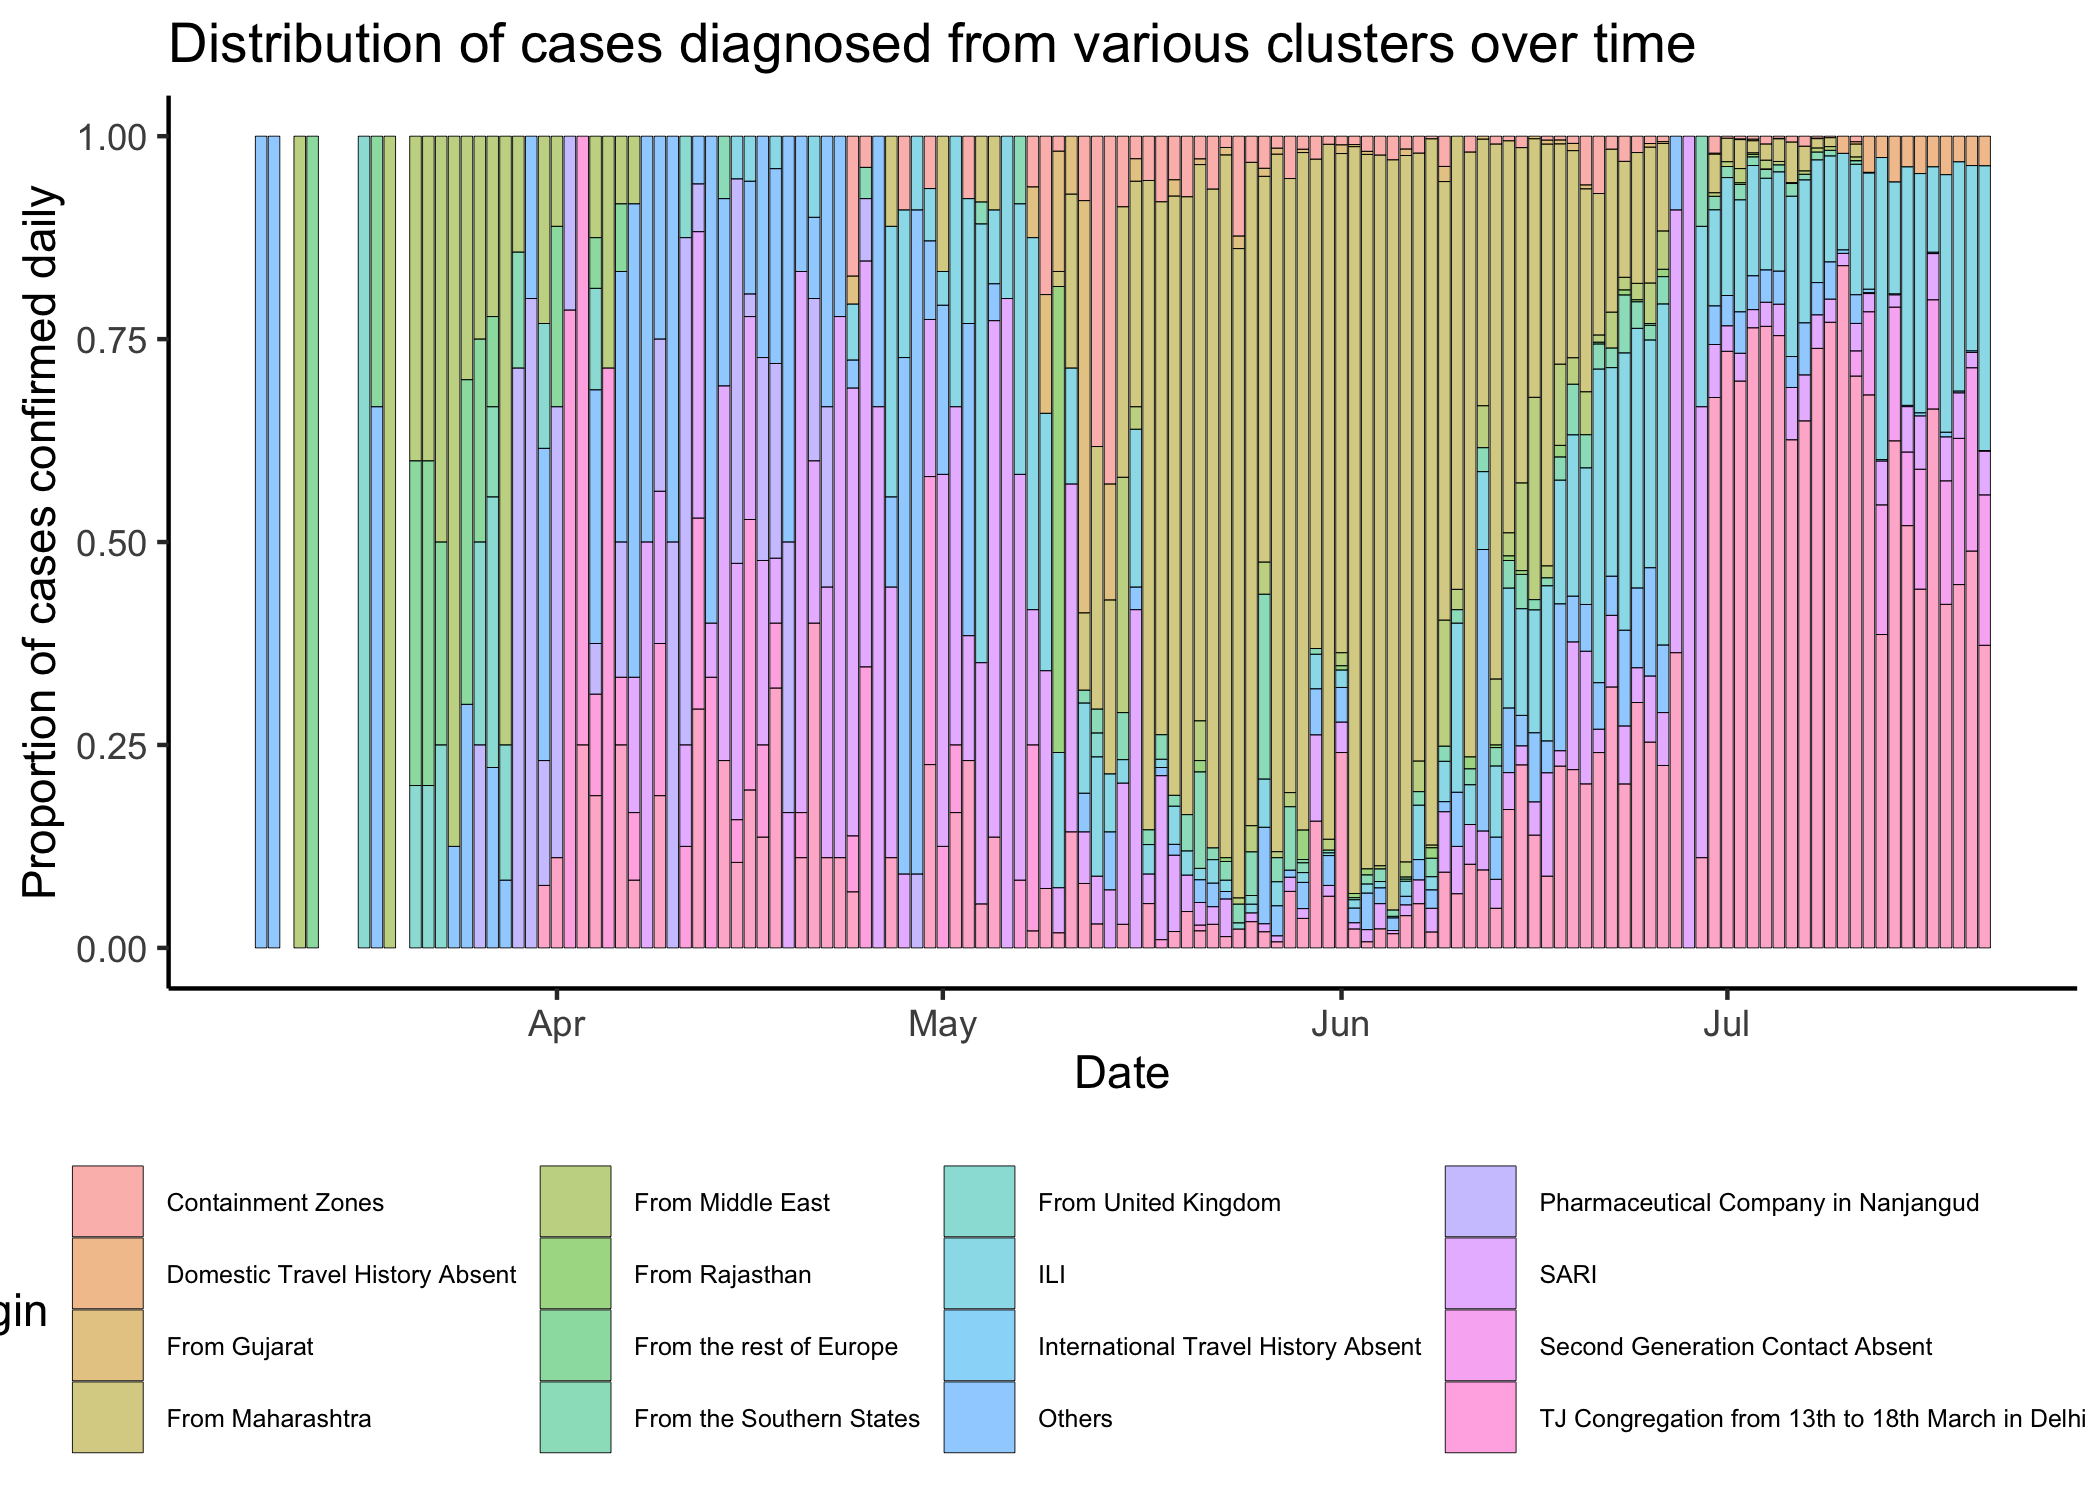 Distribution of cases diagnosed from various clusters over time
Proportion of cases confirmed daily
1.00
0.75
0.50
0.25
0.00
Apr May Jun Jul
Date
gin
Containment Zones
Domestic Travel History Absent
From Gujarat
From Maharashtra
From Middle East
From Rajasthan
From the rest of Europe
From the Southern States
From United Kingdom
ILI
International Travel History Absent
Others
Pharmaceutical Company in Nanjangud
SARI
Second Generation Contact Absent
TJ Congregation from 13th to 18th March in Delhi